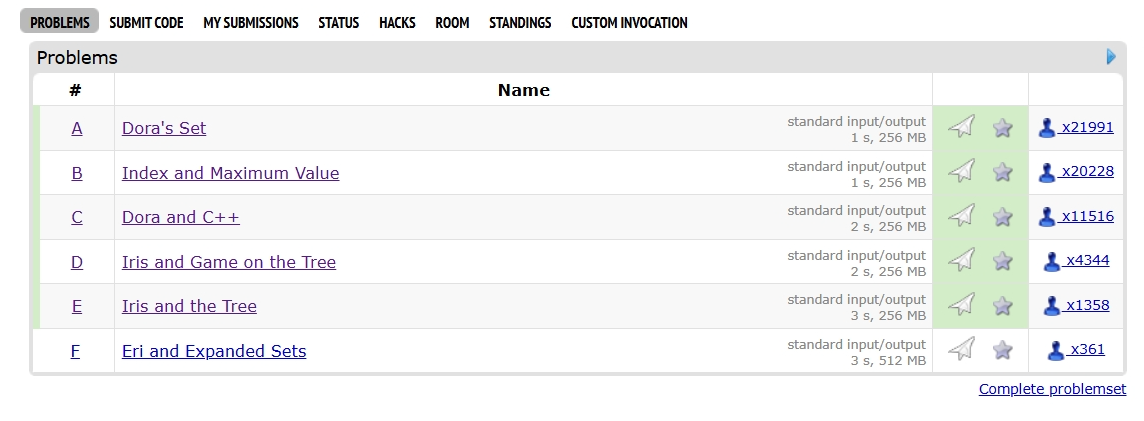 PROBLEMS SUBMIT CODE MY SUBMISSIONS STATUS HACKS ROOM STANDINGS CUSTOM INVOCATION
Problems
# Name
A Dora's Set standard input/output x21991
1 s, 256 MB
B Index and Maximum Value standard input/output x20228
1 s, 256 MB
C Dora and C++ standard input/output x11516
2 s, 256 MB
D Iris and Game on the Tree standard input/output x4344
2 s, 256 MB
E Iris and the Tree standard input/output x1358
3 s, 256 MB
F Eri and Expanded Sets standard input/output x361
3 s, 512 MB
Complete problemset